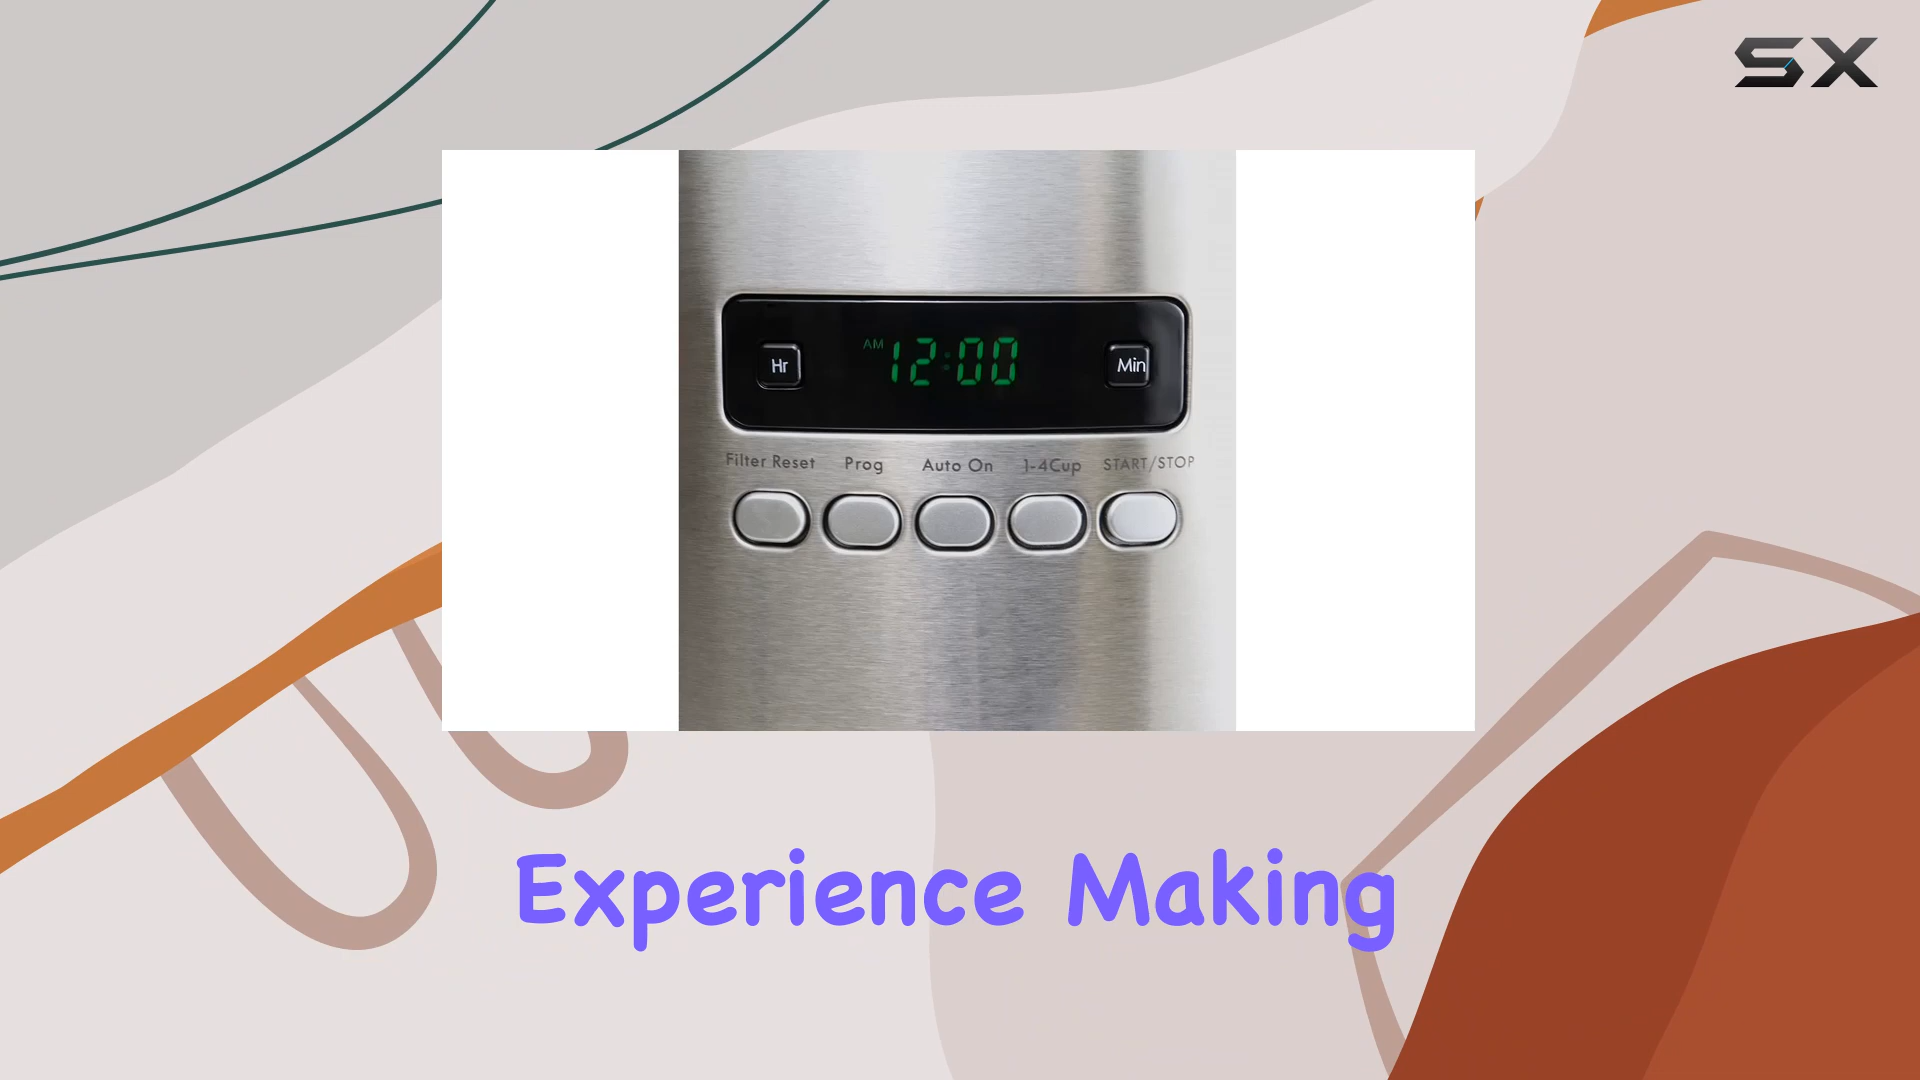 SX
AM 12:00
Hr
Min
Filter Reset Prog Auto On 1-4Cup START/STOP
Experience Making